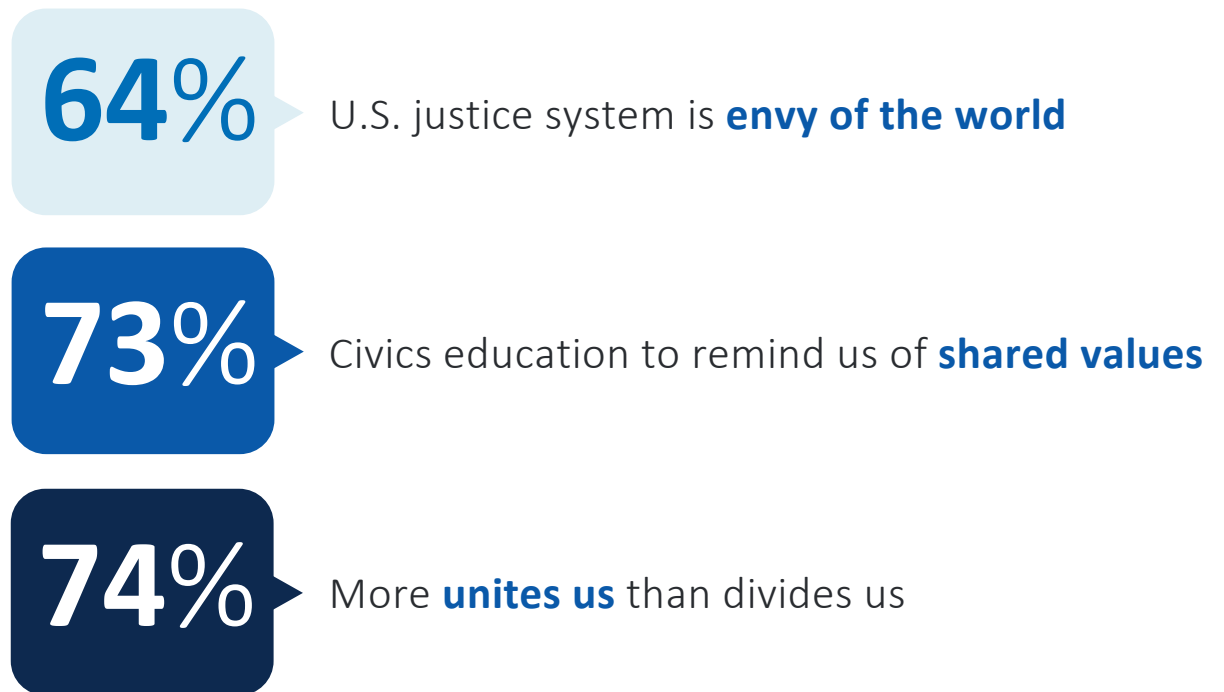 64%
U.S. justice system is envy of the world
73%
Civics education to remind us of shared values
74%
More unites us than divides us